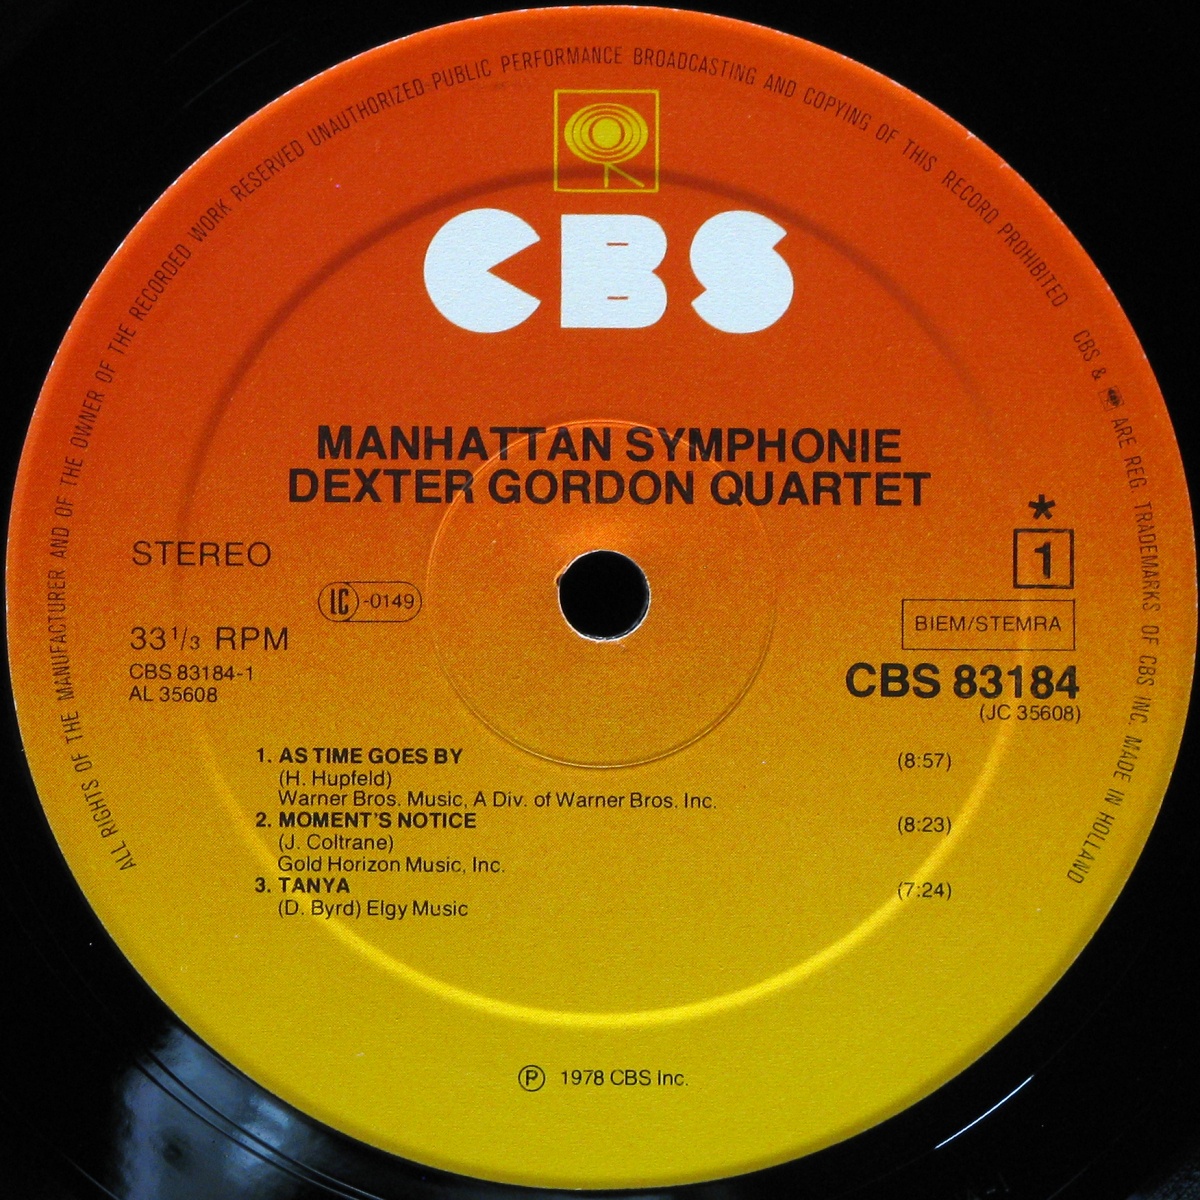 ALL RIGHTS OF THE MANUFACTURER AND OF THE OWNER OF THE RECORDED WORK RESERVED UNAUTHORIZED PUBLIC PERFORMANCE BROADCASTING AND COPYING OF THIS RECORD PROHIBITED CBS & ARE REG. TRADEMARKS OF CBS INC. MADE IN HOLLAND
CBS
MANHATTAN SYMPHONIE
DEXTER GORDON QUARTET
STEREO
LC-0149
33 1/3 RPM
CBS 83184-1
AL 35608
*
1
BIEM/STEMRA
CBS 83184
(JC 35608)
1. AS TIME GOES BY (8:57)
(H. Hupfeld)
Warner Bros. Music, A Div. of Warner Bros. Inc.
2. MOMENT'S NOTICE (8:23)
(J. Coltrane)
Gold Horizon Music, Inc.
3. TANYA (7:24)
(D. Byrd) Elgy Music
Ⓟ 1978 CBS Inc.